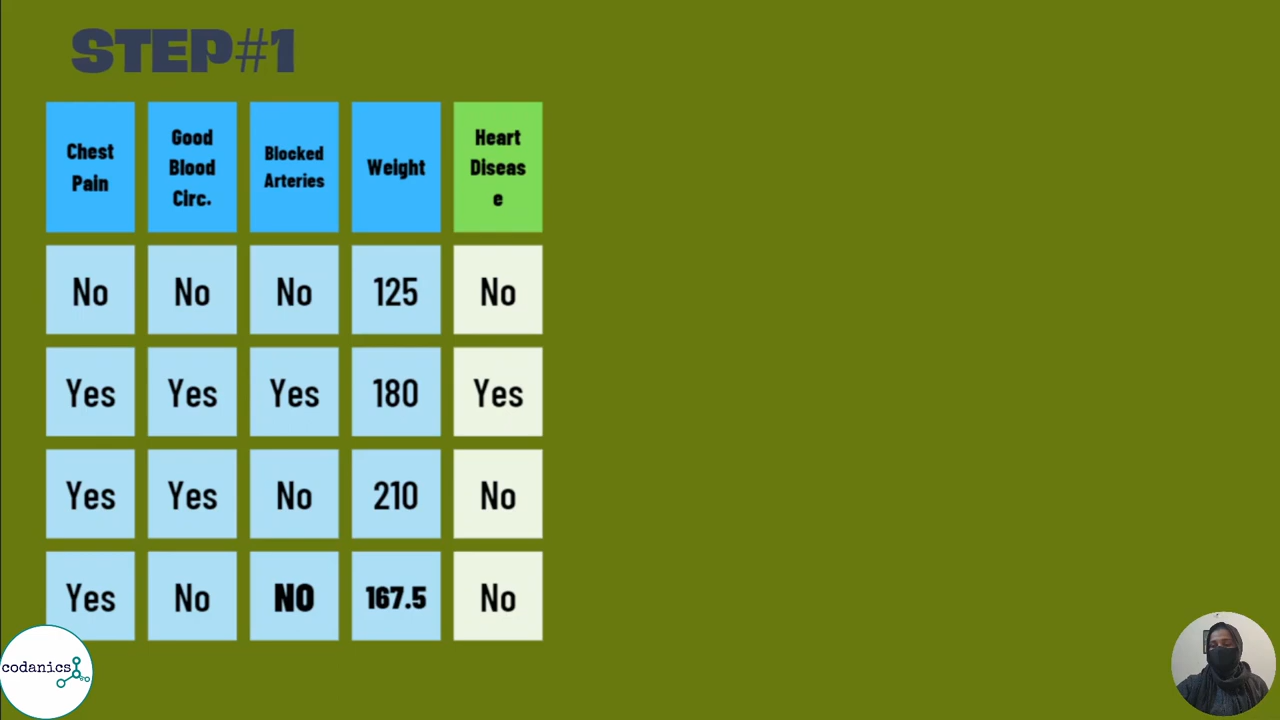 STEP#1
Chest
Pain
Good
Blood
Circ.
Blocked
Arteries
Weight
Heart
Diseas
e
No
No
No
125
No
Yes
Yes
Yes
180
Yes
Yes
Yes
No
210
No
Yes
No
NO
167.5
No
codanics